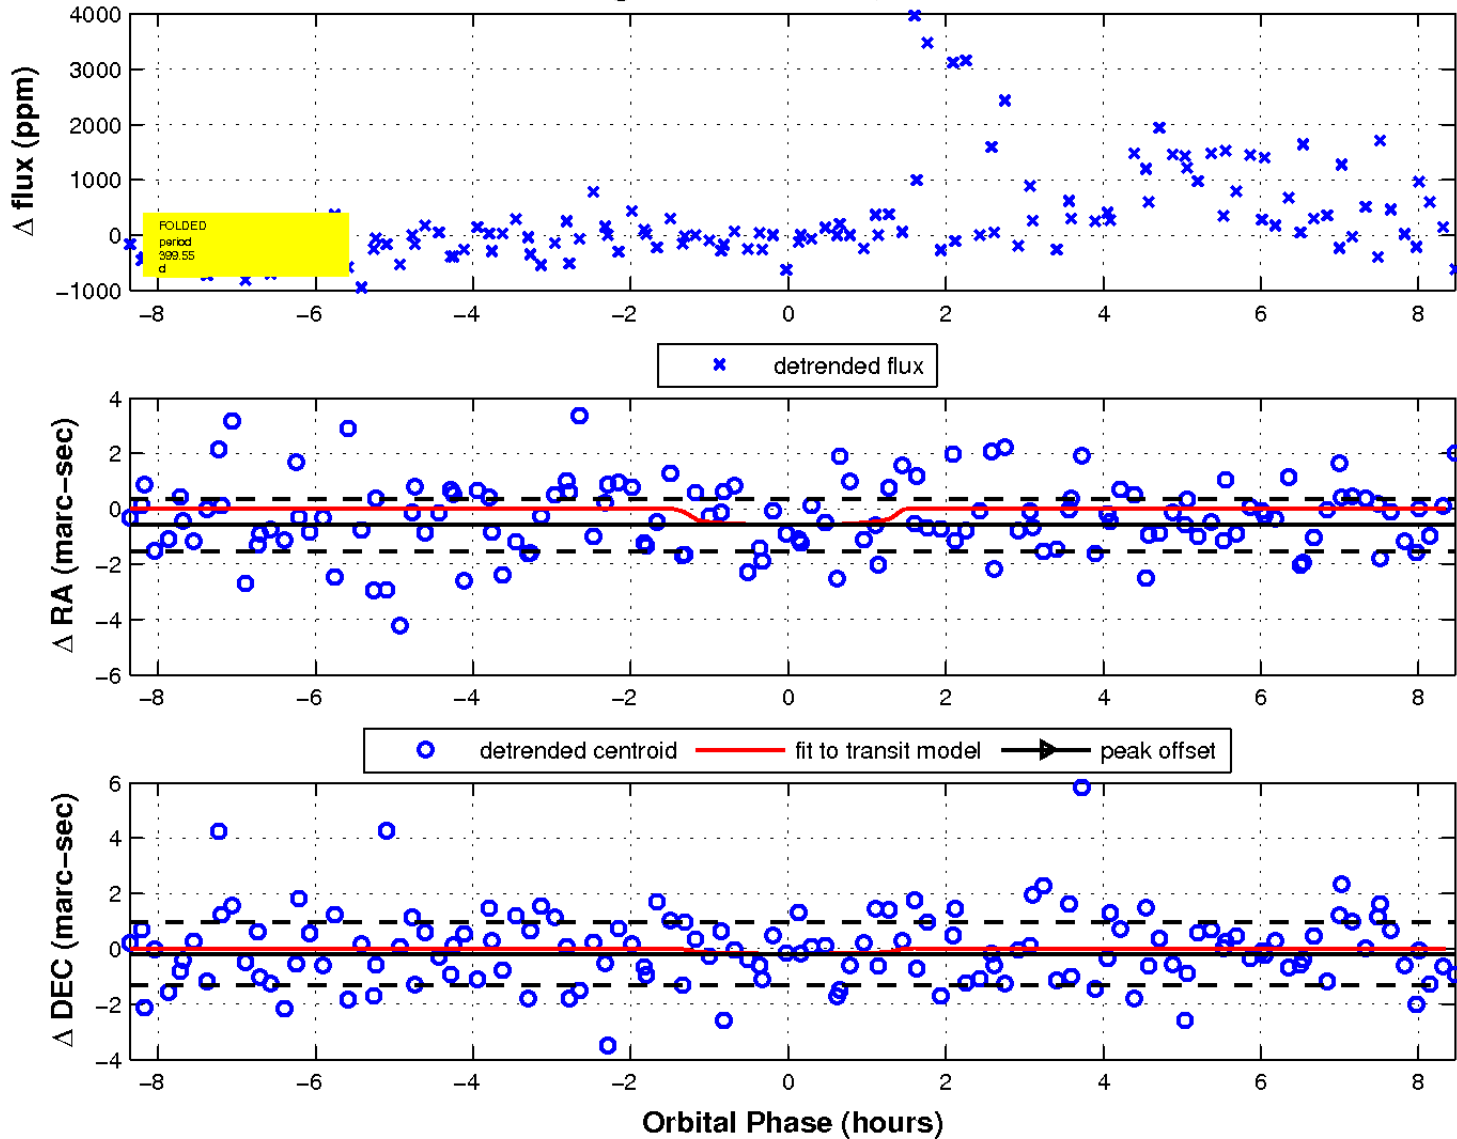 4000
3000
2000
1000
0
−1000
Δ flux (ppm)
FOLDED
period
399.55
d
−8 −6 −4 −2 0 2 4 6 8
detrended flux
4
2
0
−2
−4
−6
Δ RA (marc−sec)
−8 −6 −4 −2 0 2 4 6 8
detrended centroid fit to transit model peak offset
6
4
2
0
−2
−4
Δ DEC (marc−sec)
−8 −6 −4 −2 0 2 4 6 8
Orbital Phase (hours)